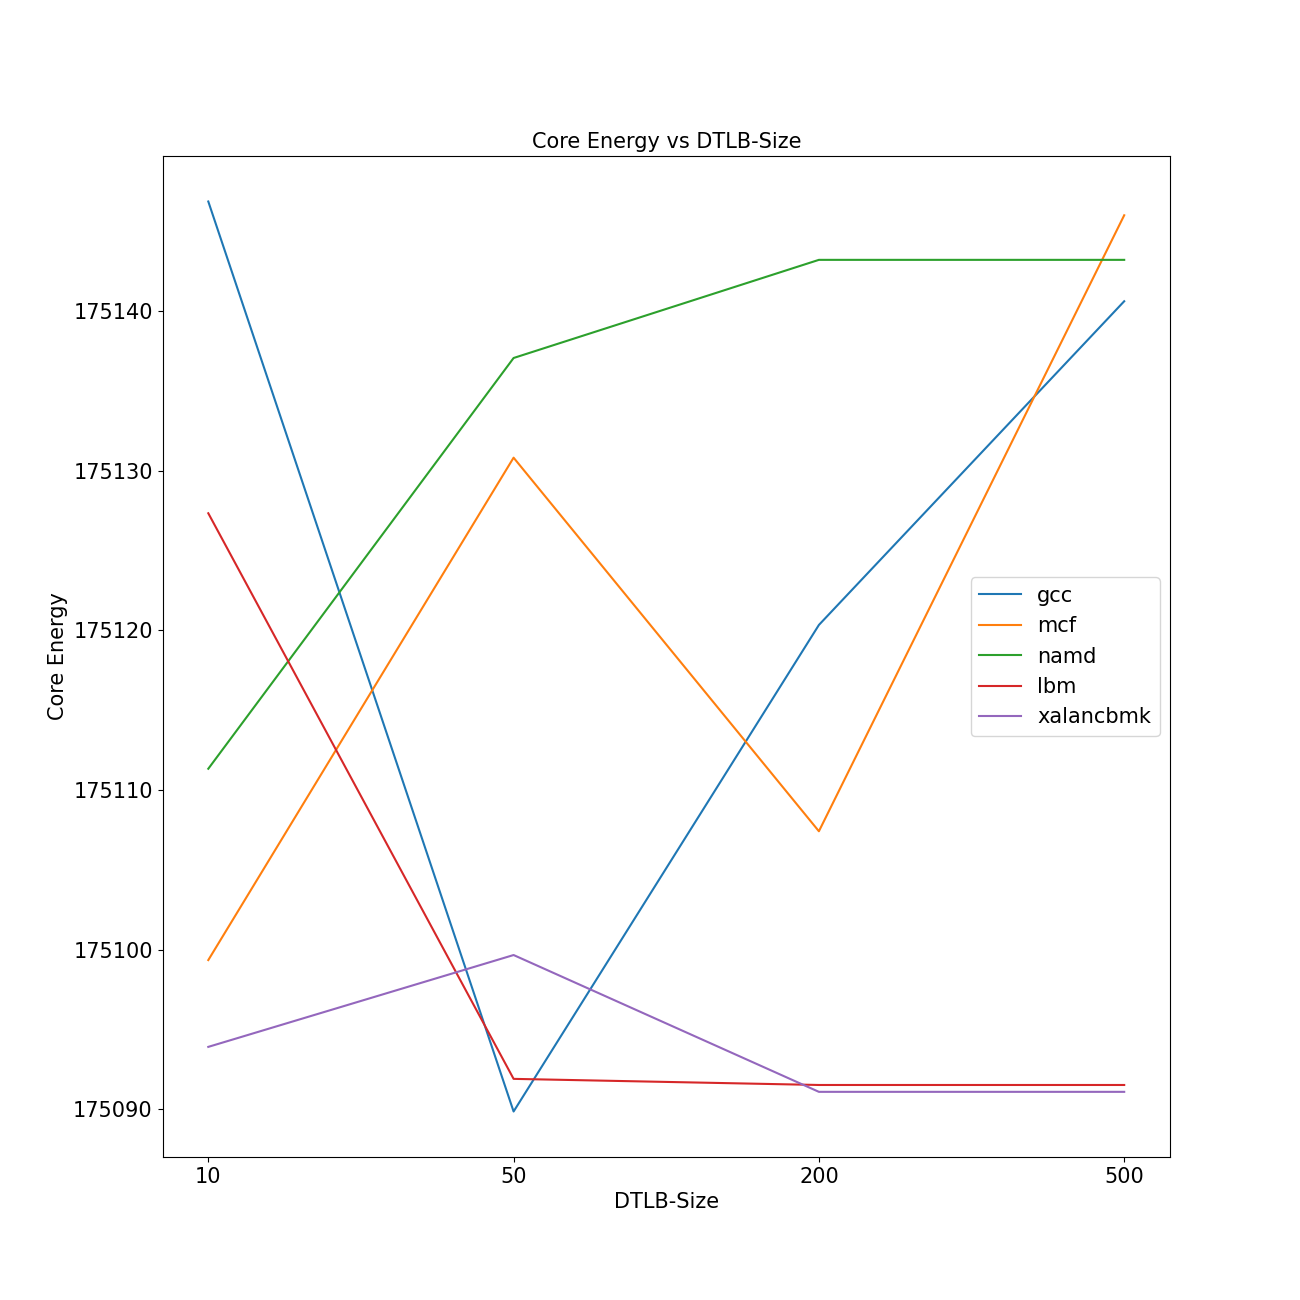 Core Energy vs DTLB-Size
Core Energy
175140
175130
175120
175110
175100
175090
10 50 200 500
DTLB-Size
gcc
mcf
namd
lbm
xalancbmk